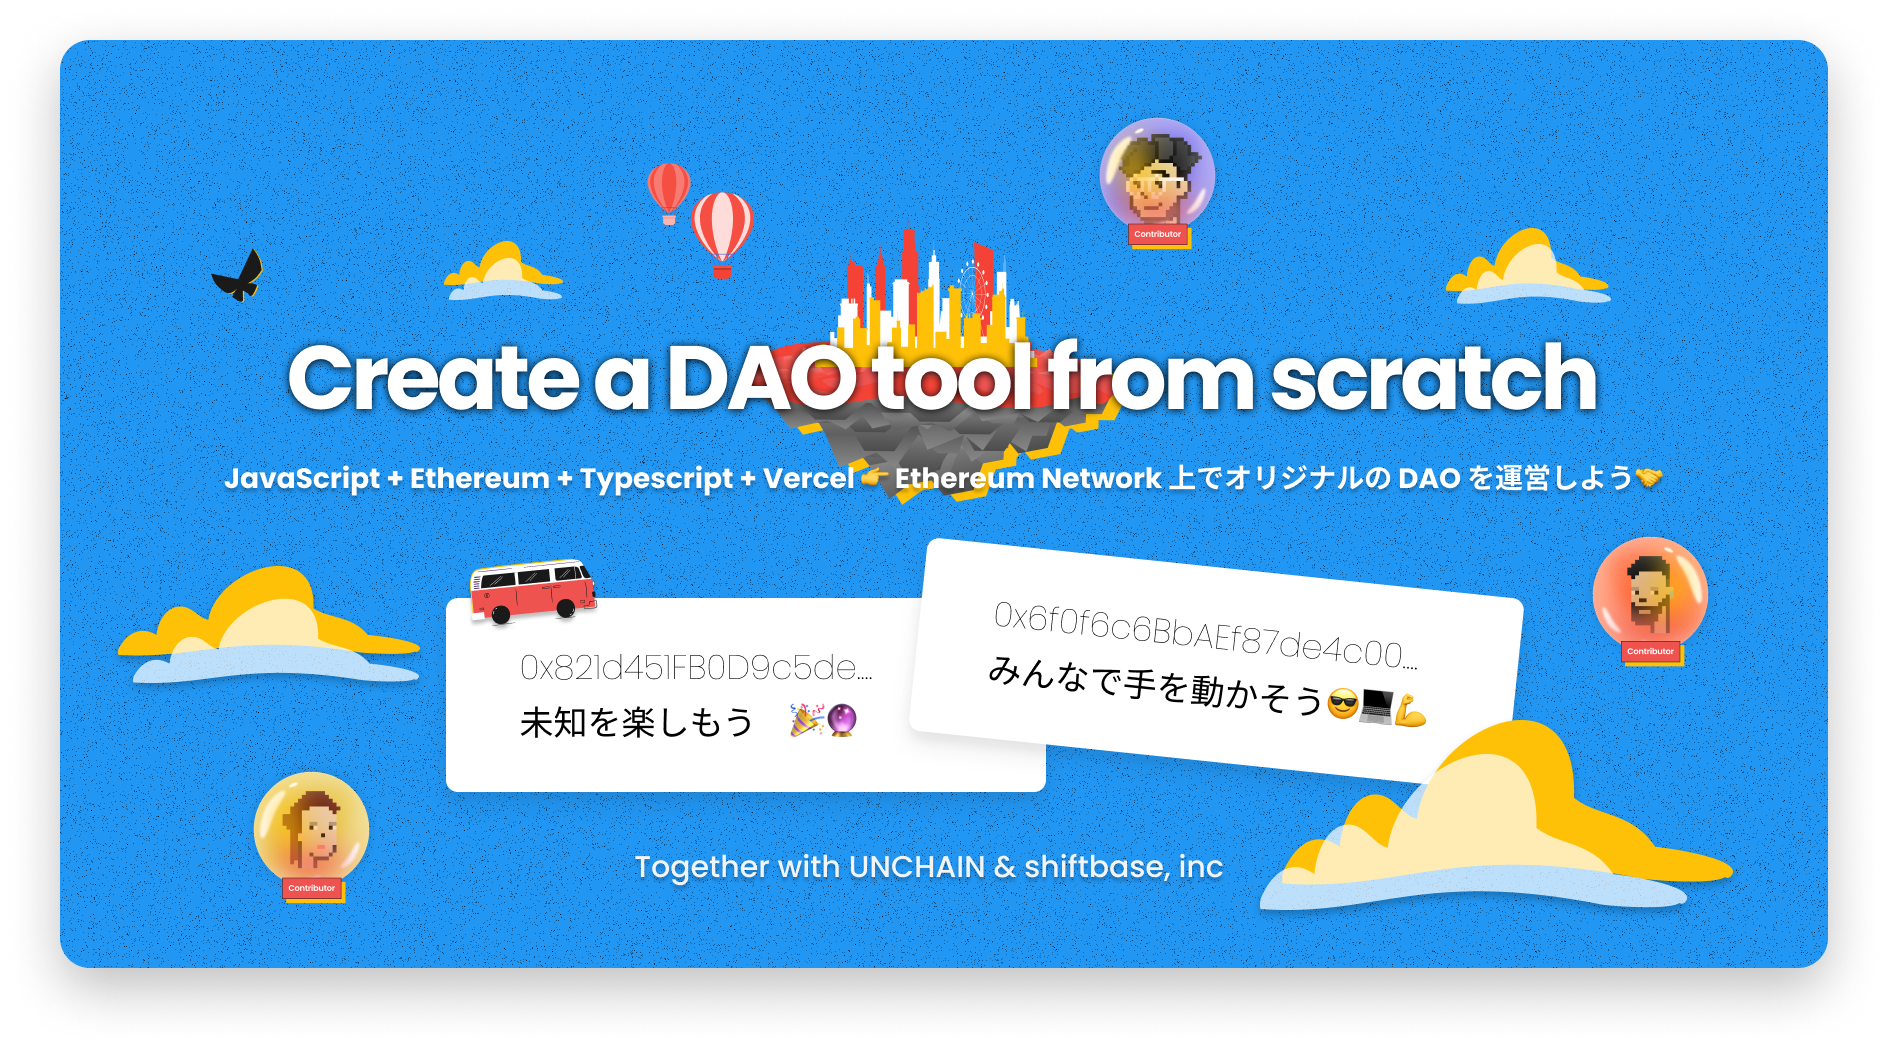 Contributor
Create a DAO tool from scratch
JavaScript + Ethereum + Typescript + Vercel 👉 Ethereum Network 上でオリジナルの DAO を運営しよう🤝
0x6f0f6c6BbAEf87de4c00....
みんなで手を動かそう😎💻💪
Contributor
0x821d451FB0D9c5de....
未知を楽しもう 🎉🔮
Contributor
Together with UNCHAIN & shiftbase, inc